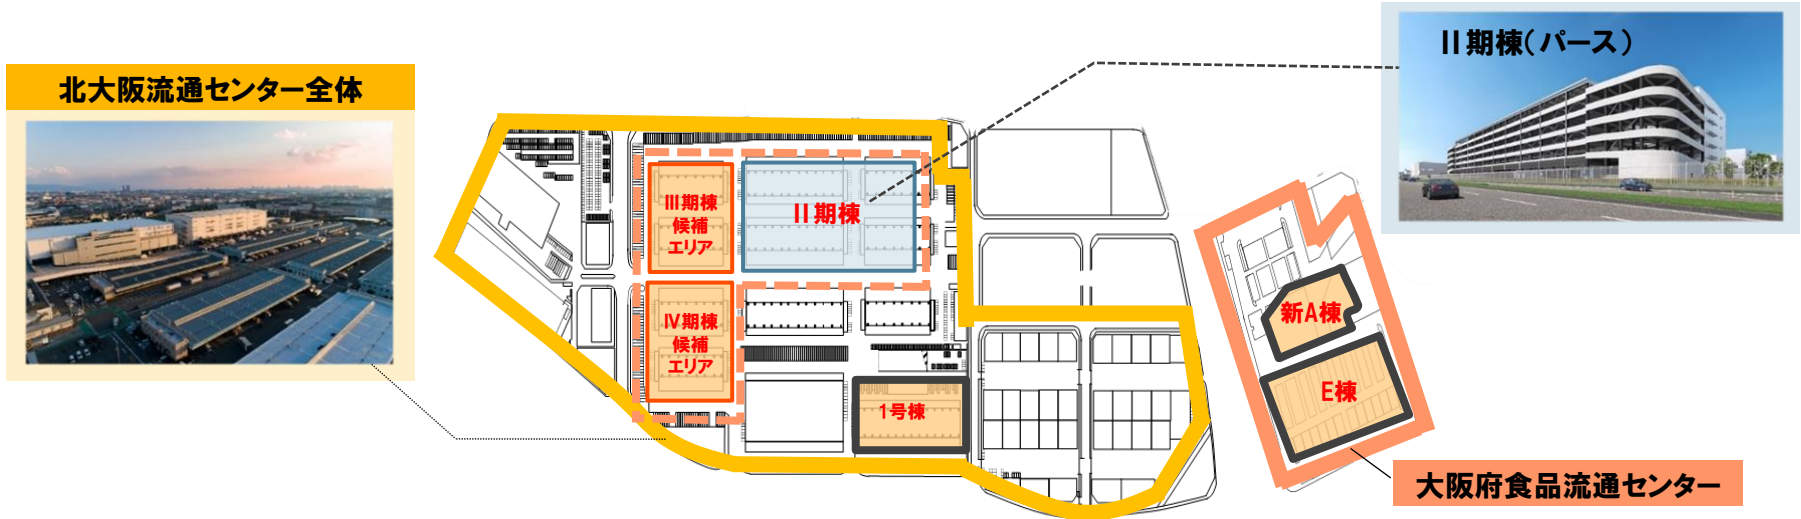 北大阪流通センター全体
II期棟(パース)
III期棟
候補
エリア
II期棟
IV期棟
候補
エリア
1号棟
新A棟
E棟
大阪府食品流通センター